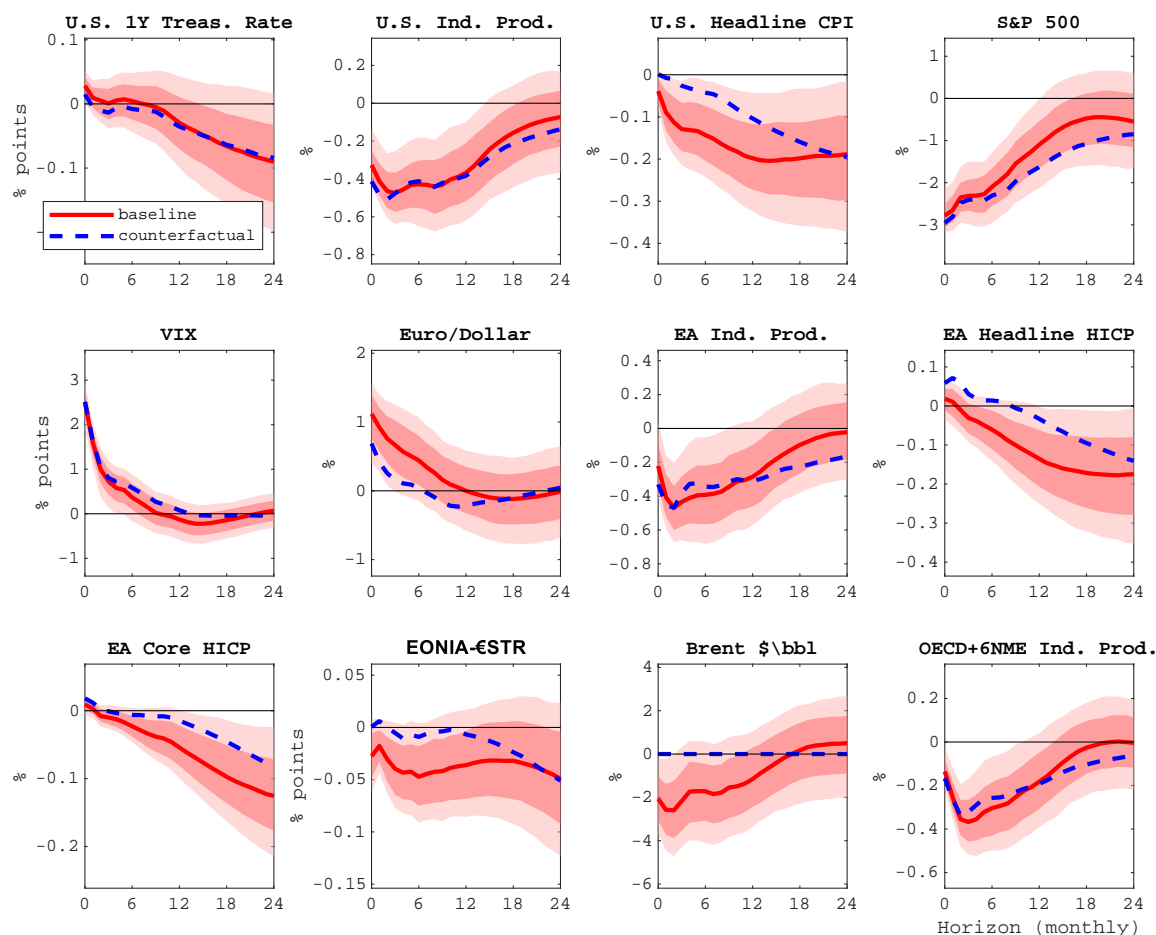 U.S. 1Y Treas. Rate
% points
0.1
0
-0.1
baseline
counterfactual
0 6 12 18 24
U.S. Ind. Prod.
%
0.2
0
-0.2
-0.4
-0.6
-0.8
0 6 12 18 24
U.S. Headline CPI
%
0
-0.1
-0.2
-0.3
-0.4
0 6 12 18 24
S&P 500
%
1
0
-1
-2
-3
0 6 12 18 24
VIX
% points
3
2
1
0
-1
0 6 12 18 24
Euro/Dollar
%
2
1
0
-1
0 6 12 18 24
EA Ind. Prod.
%
0.4
0.2
0
-0.2
-0.4
-0.6
-0.8
0 6 12 18 24
EA Headline HICP
%
0.1
0
-0.1
-0.2
-0.3
-0.4
0 6 12 18 24
EA Core HICP
%
0
-0.1
-0.2
0 6 12 18 24
EONIA-€STR
% points
0.05
0
-0.05
-0.1
-0.15
0 6 12 18 24
Brent $\bbl
%
4
2
0
-2
-4
-6
0 6 12 18 24
OECD+6NME Ind. Prod.
%
0.2
0
-0.2
-0.4
-0.6
0 6 12 18 24
Horizon (monthly)